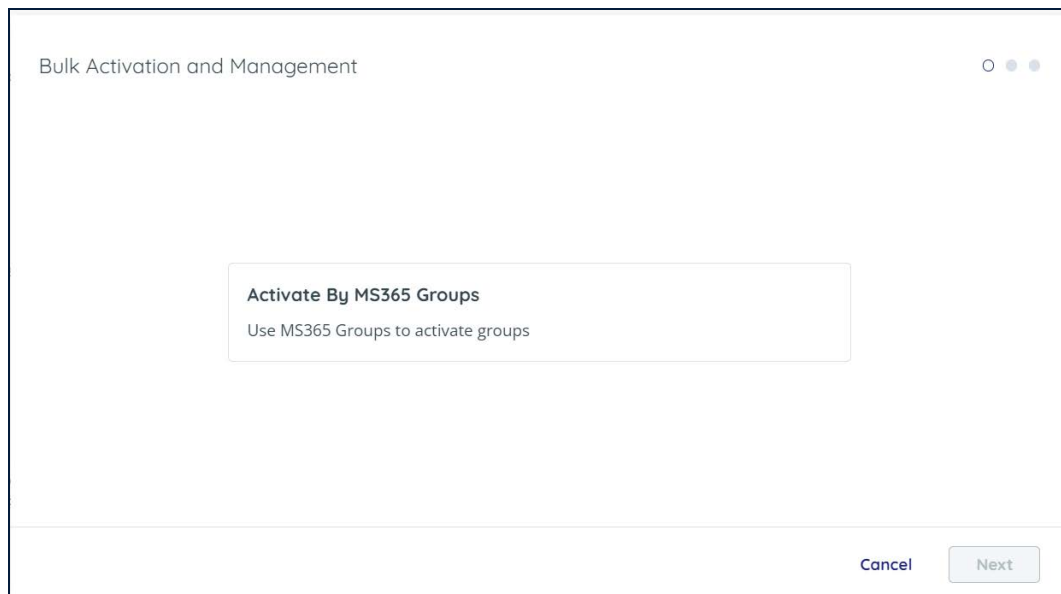 Bulk Activation and Management
Activate By MS365 Groups
Use MS365 Groups to activate groups
Cancel
Next